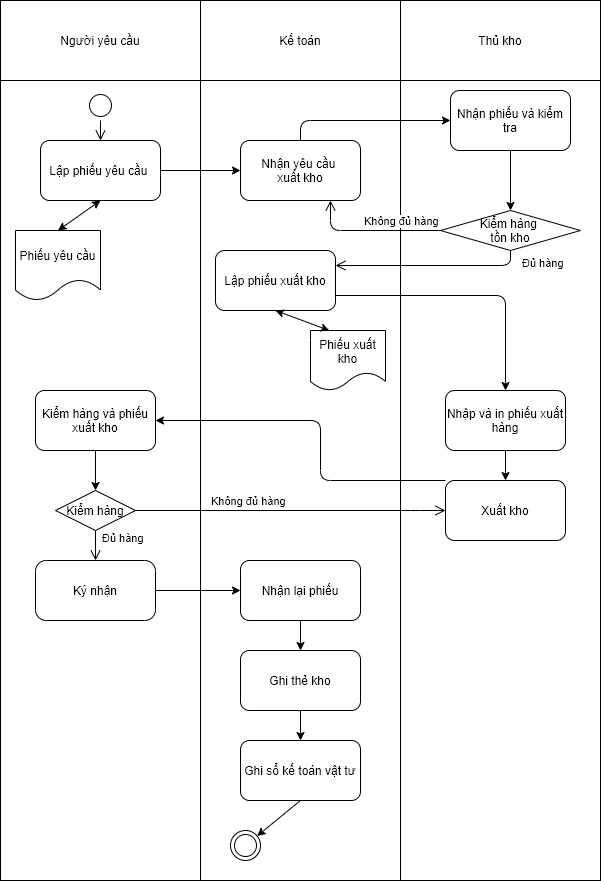 Người yêu cầu
Kế toán
Thủ kho
Nhận phiếu và kiểm
tra
Lập phiếu yêu cầu
Nhận yêu cầu
xuất kho
Không đủ hàng
Kiểm hàng
tồn kho
Đủ hàng
Phiếu yêu cầu
Lập phiếu xuất kho
Phiếu xuất
kho
Kiểm hàng và phiếu
xuất kho
Nhập và in phiếu xuất
hàng
Kiểm hàng
Không đủ hàng
Xuất kho
Đủ hàng
Ký nhận
Nhận lại phiếu
Ghi thẻ kho
Ghi sổ kế toán vật tư